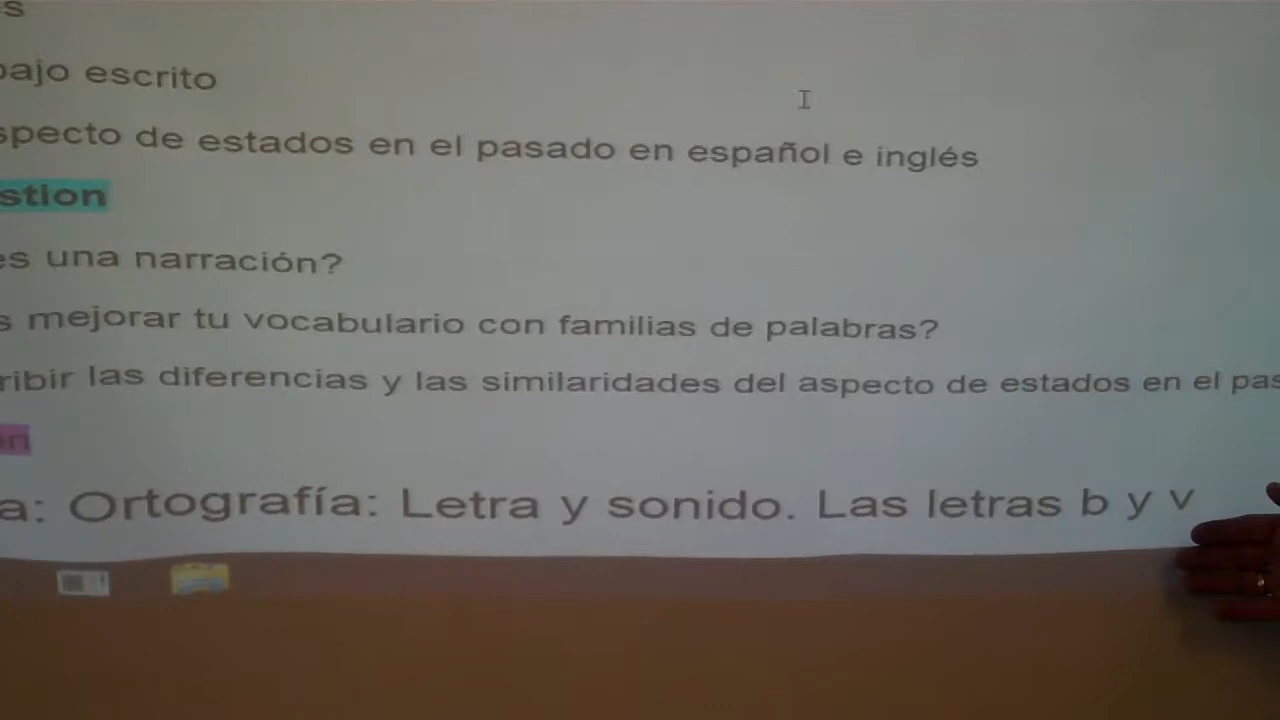 s
bajo escrito
specto de estados en el pasado en español e inglés
stion
es una narración?
s mejorar tu vocabulario con familias de palabras?
ribir las diferencias y las similaridades del aspecto de estados en el pas
ón
a: Ortografía: Letra y sonido. Las letras b y v